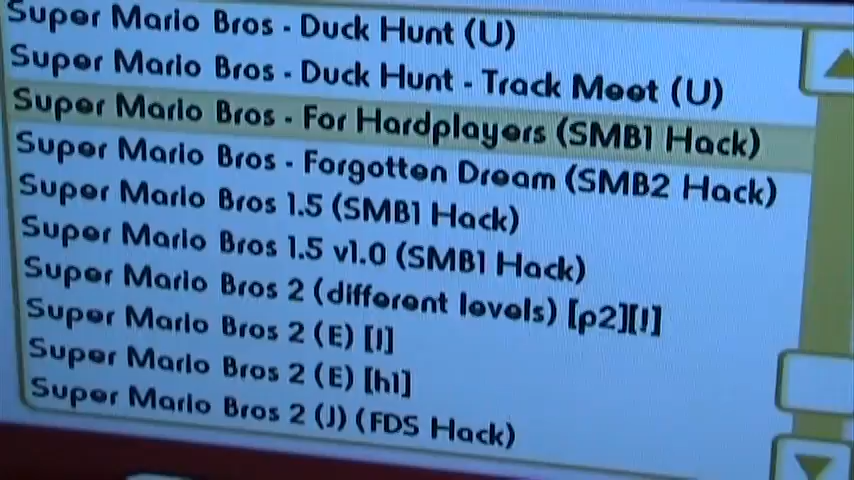 Super Mario Bros - Duck Hunt (U)
Super Mario Bros - Duck Hunt - Track Meet (U)
Super Mario Bros - For Hardplayers (SMB1 Hack)
Super Mario Bros - Forgotten Dream (SMB2 Hack)
Super Mario Bros 1.5 (SMB1 Hack)
Super Mario Bros 1.5 v1.0 (SMB1 Hack)
Super Mario Bros 2 (different levels) [p2][!]
Super Mario Bros 2 (E) [!]
Super Mario Bros 2 (E) [h1]
Super Mario Bros 2 (J) (FDS Hack)